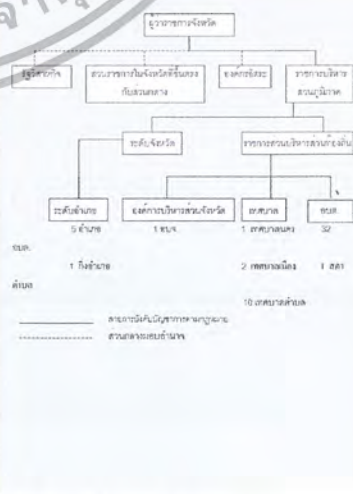 ผู้ว่าราชการจังหวัด
รัฐวิสาหกิจ
ส่วนราชการในจังหวัดที่ขึ้นตรง
กับส่วนกลาง
องค์กรอิสระ
ราชการบริหาร
ส่วนภูมิภาค
ระดับจังหวัด
ราชการส่วนบริหารส่วนท้องถิ่น
ระดับอำเภอ
องค์การบริหารส่วนจังหวัด
เทศบาล
อบต.
5 อำเภอ
1 อบจ.
1 เทศบาลนคร
32
อบต.
1 กิ่งอำเภอ
2 เทศบาลเมือง
1 สภา
ตำบล
10 เทศบาลตำบล
สายการบังคับบัญชาการตามกฎหมาย
ส่วนกลางมอบอำนาจ